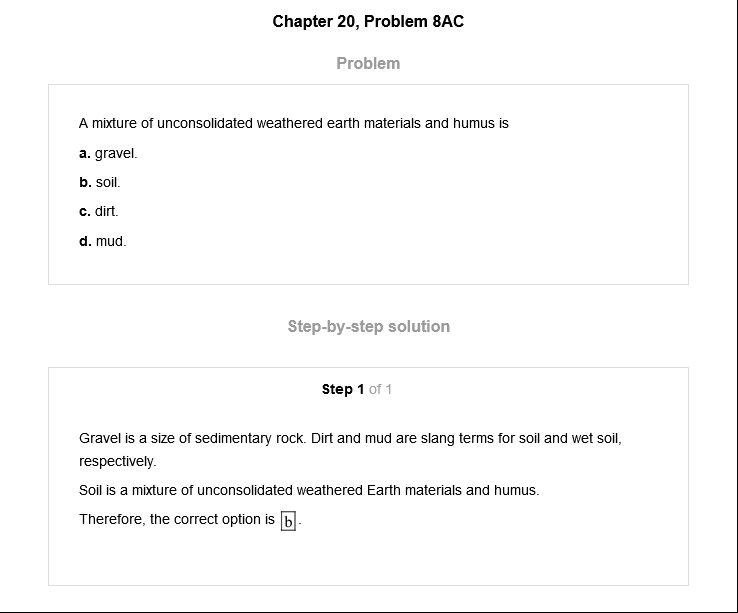 Chapter 20, Problem 8AC
Problem
A mixture of unconsolidated weathered earth materials and humus is
a. gravel.
b. soil.
c. dirt.
d. mud.
Step-by-step solution
Step 1 of 1
Gravel is a size of sedimentary rock. Dirt and mud are slang terms for soil and wet soil,
respectively.
Soil is a mixture of unconsolidated weathered Earth materials and humus.
Therefore, the correct option is b.